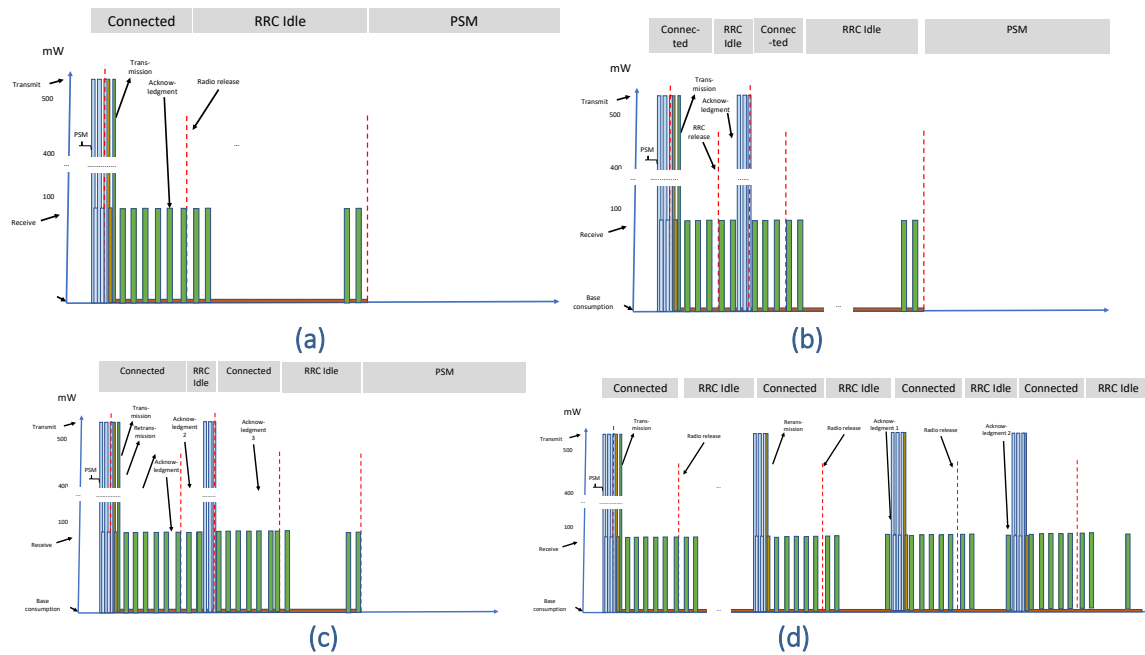 Connected
RRC Idle
PSM
mW
Transmit
500
400
...
100
Receive
PSM
Trans-
mission
Acknow-
ledgment
Radio release
...
(a)
Connec-
ted
RRC
Idle
Connec
-ted
RRC Idle
PSM
mW
Transmit
500
400
...
100
Receive
Base
consumption
PSM
Trans-
mission
Acknow-
ledgment
RRC
release
...
(b)
Connected
RRC
Idle
Connected
RRC Idle
PSM
mW
Transmit
500
400
...
100
Receive
Base
consumption
PSM
Trans-
mission
Retrans-
mission
Acknow-
ledgment
Acknow-
ledgment
2
Acknow-
ledgment
3
(c)
Connected
RRC Idle
Connected
RRC Idle
Connected
RRC Idle
Connected
RRC Idle
mW
Transmit
500
400
...
100
Receive
Base
consumption
PSM
Trans-
mission
Radio release
...
Rerans-
mission
Radio release
Acknow-
ledgment 1
Radio release
Acknow-
ledgment 2
...
(d)